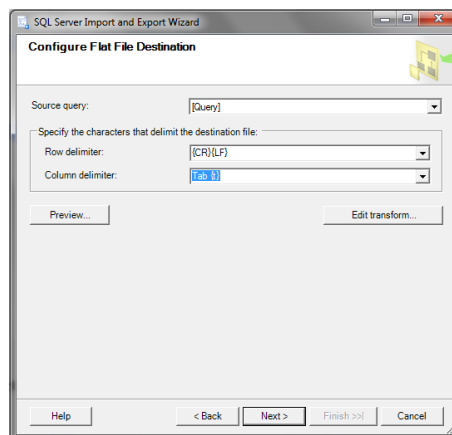 SQL Server Import and Export Wizard
Configure Flat File Destination
Source query: [Query]
Specify the characters that delimit the destination file:
Row delimiter: {CR}{LF}
Column delimiter: Tab {t}
Preview... Edit transform...
Help < Back Next > Finish >>| Cancel